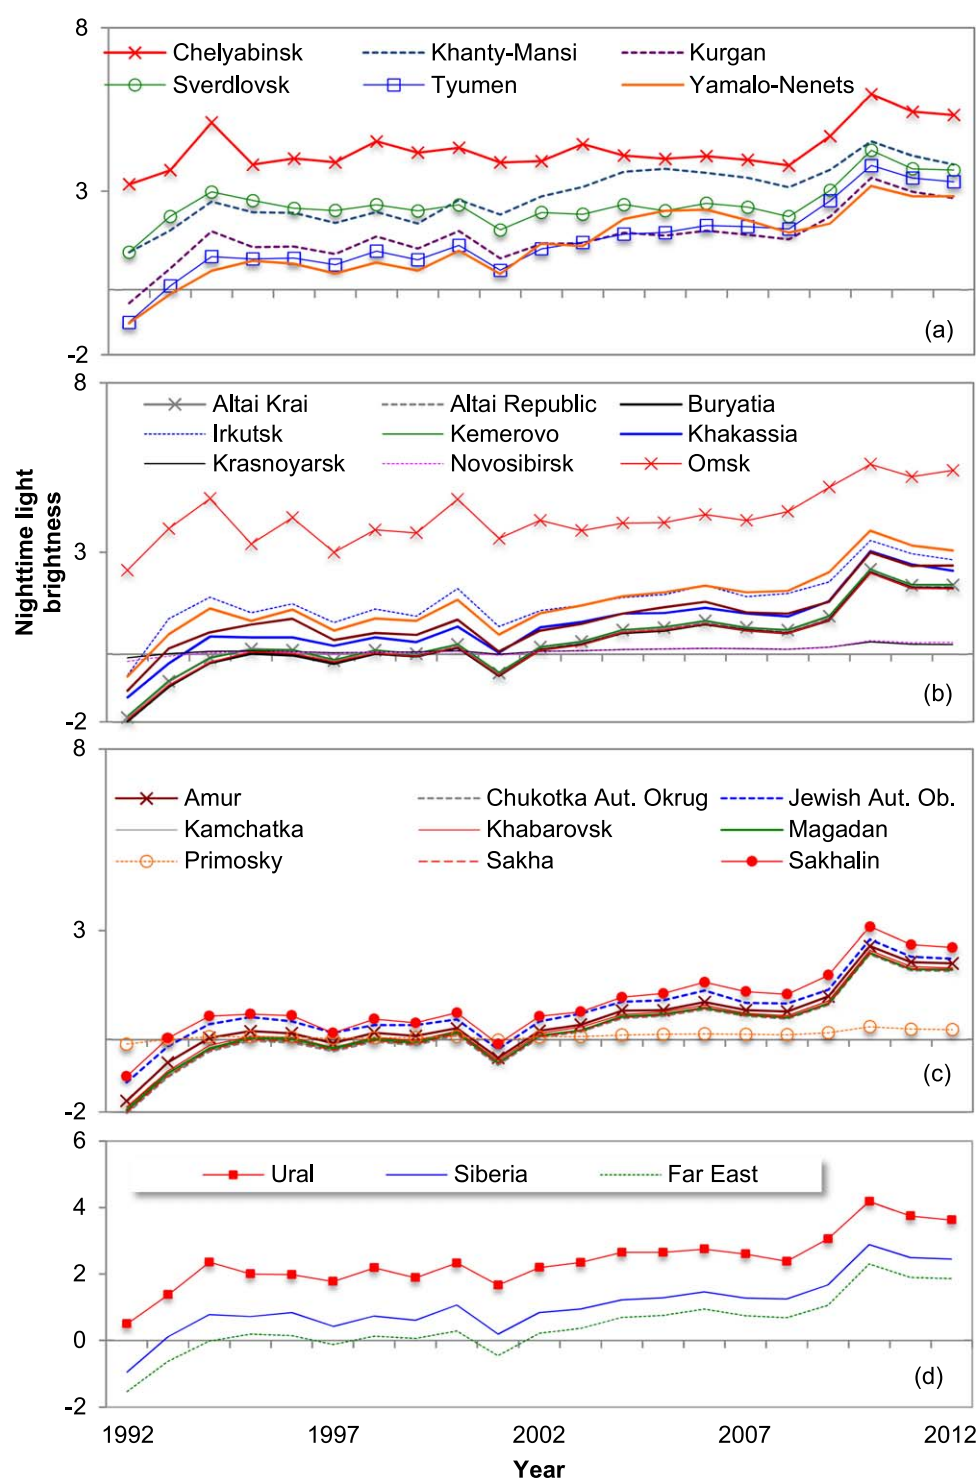 8
Chelyabinsk Khanty-Mansi Kurgan
Sverdlovsk Tyumen Yamalo-Nenets
3
(a)
-2
8
Altai Krai Altai Republic Buryatia
Irkutsk Kemerovo Khakassia
Krasnoyarsk Novosibirsk Omsk
3
Nighttime light
brightness
(b)
-2
8
Amur Chukotka Aut. Okrug Jewish Aut. Ob.
Kamchatka Khabarovsk Magadan
Primosky Sakha Sakhalin
3
(c)
-2
6
Ural Siberia Far East
4
2
0
(d)
-2
1992 1997 2002 2007 2012
Year